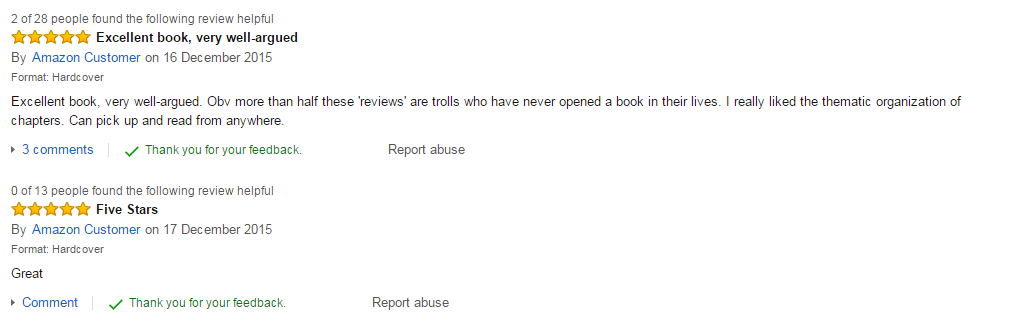 2 of 28 people found the following review helpful
Excellent book, very well-argued
By Amazon Customer on 16 December 2015
Format: Hardcover
Excellent book, very well-argued. Obv more than half these 'reviews' are trolls who have never opened a book in their lives. I really liked the thematic organization of
chapters. Can pick up and read from anywhere.
3 comments Thank you for your feedback. Report abuse
0 of 13 people found the following review helpful
Five Stars
By Amazon Customer on 17 December 2015
Format: Hardcover
Great
Comment Thank you for your feedback. Report abuse